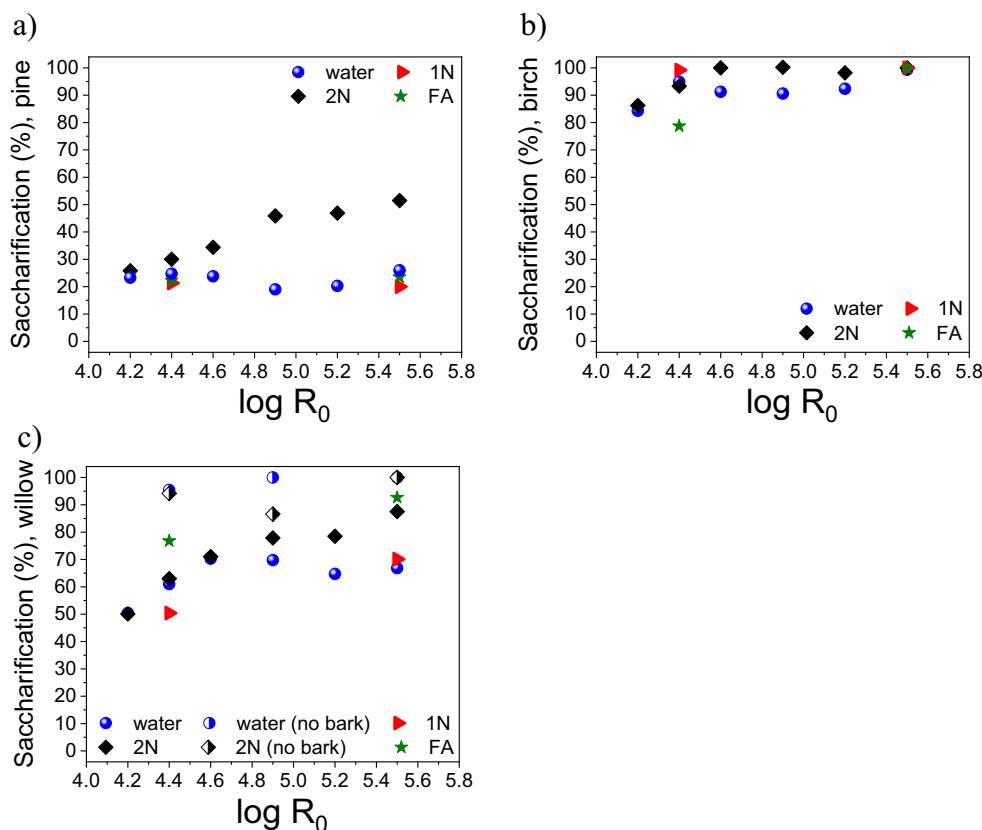 a)
Saccharification (%), pine
100
90
80
70
60
50
40
30
20
10
0
water 1N
2N FA
4.0 4.2 4.4 4.6 4.8 5.0 5.2 5.4 5.6 5.8
log R0
b)
Saccharification (%), birch
100
90
80
70
60
50
40
30
20
10
0
water 1N
2N FA
4.0 4.2 4.4 4.6 4.8 5.0 5.2 5.4 5.6 5.8
log R0
c)
Saccharification (%), willow
100
90
80
70
60
50
40
30
20
10
0
water water (no bark) 1N
2N 2N (no bark) FA
4.0 4.2 4.4 4.6 4.8 5.0 5.2 5.4 5.6 5.8
log R0